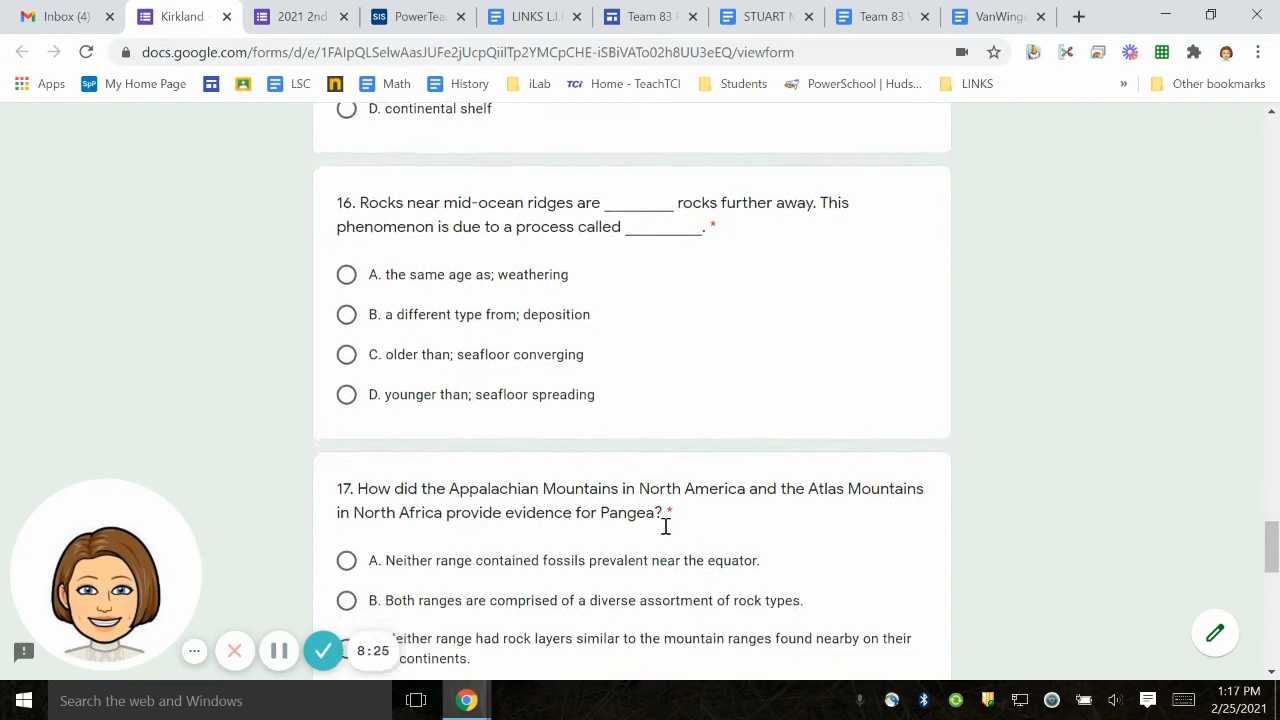 Inbox (4)
Kirkland -
2021 2nd
PowerTea
LINKS L.I.
Team 83 F
STUART M
Team 83
VanWing
docs.google.com/forms/d/e/1FAIpQLSelwAasJUFe2jUcpQiilTp2YMCpCHE-iSBiVATo02h8UU3eEQ/viewform
Apps
My Home Page
LSC
Math
History
iLab
TCi
Home - TeachTCI
Students
PowerSchool | Huds...
LINKS
»
Other bookmarks
D. continental shelf
16. Rocks near mid-ocean ridges are _________ rocks further away. This
phenomenon is due to a process called __________. *
A. the same age as; weathering
B. a different type from; deposition
C. older than; seafloor converging
D. younger than; seafloor spreading
17. How did the Appalachian Mountains in North America and the Atlas Mountains
in North Africa provide evidence for Pangea? *
A. Neither range contained fossils prevalent near the equator.
B. Both ranges are comprised of a diverse assortment of rock types.
either range had rock layers similar to the mountain ranges found nearby on their
continents.
8:25
Search the web and Windows
1:17 PM
2/25/2021